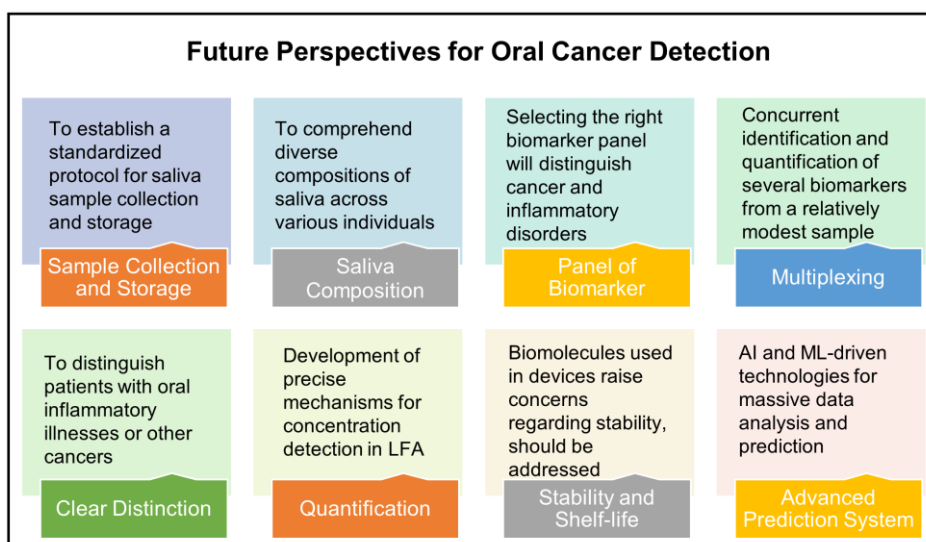 Future Perspectives for Oral Cancer Detection
To establish a
standardized
protocol for saliva
sample collection
and storage
Sample Collection
and Storage
To comprehend
diverse
compositions of
saliva across
various individuals
Saliva
Composition
Selecting the right
biomarker panel
will distinguish
cancer and
inflammatory
disorders
Panel of
Biomarker
Concurrent
identification and
quantification of
several biomarkers
from a relatively
modest sample
Multiplexing
To distinguish
patients with oral
inflammatory
illnesses or other
cancers
Clear Distinction
Development of
precise
mechanisms for
concentration
detection in LFA
Quantification
Biomolecules used
in devices raise
concerns
regarding stability,
should be
addressed
Stability and
Shelf-life
AI and ML-driven
technologies for
massive data
analysis and
prediction
Advanced
Prediction System